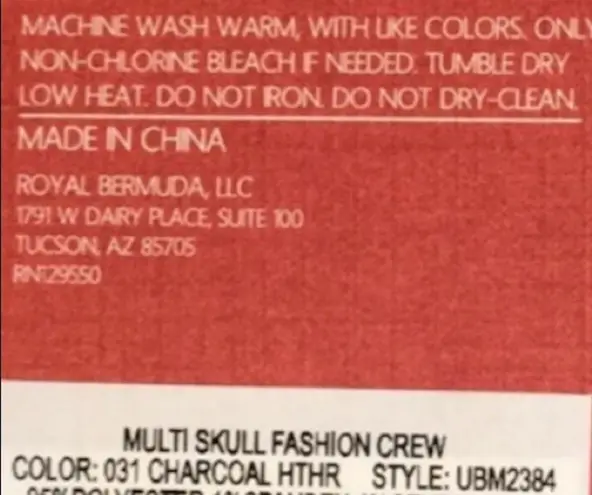 MACHINE WASH WARM, WITH LIKE COLORS. ONLY
NON-CHLORINE BLEACH IF NEEDED. TUMBLE DRY
LOW HEAT. DO NOT IRON. DO NOT DRY-CLEAN.
MADE IN CHINA
ROYAL BERMUDA, LLC
1791 W DAIRY PLACE, SUITE 100
TUCSON, AZ 85705
RN129550
MULTI SKULL FASHION CREW
COLOR: 031 CHARCOAL HTHR STYLE: UBM2384